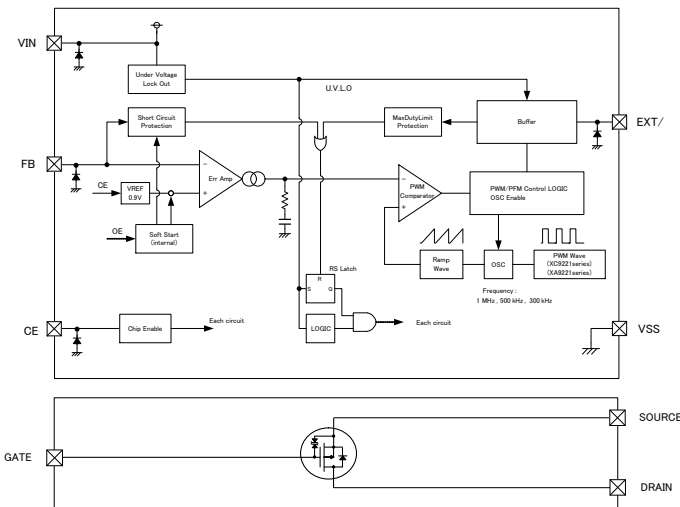 VIN
Under Voltage
Lock Out
U.V.L.O
Short Circuit
Protection
MaxDutyLimit
Protection
Buffer
EXT/
FB
−
Err Amp
+
CE
VREF
0.9V
OE
Soft Start
(internal)
−
PWM
Comparator
+
PWM/PFM Control LOGIC
OSC Enable
Ramp
Wave
OSC
PWM Wave
(XC9221series)
(XA9221series)
Frequency :
1 MHz , 500 kHz , 300 kHz
RS Latch
R
S
Q
LOGIC
Each circuit
CE
Chip Enable
Each circuit
VSS
SOURCE
GATE
DRAIN